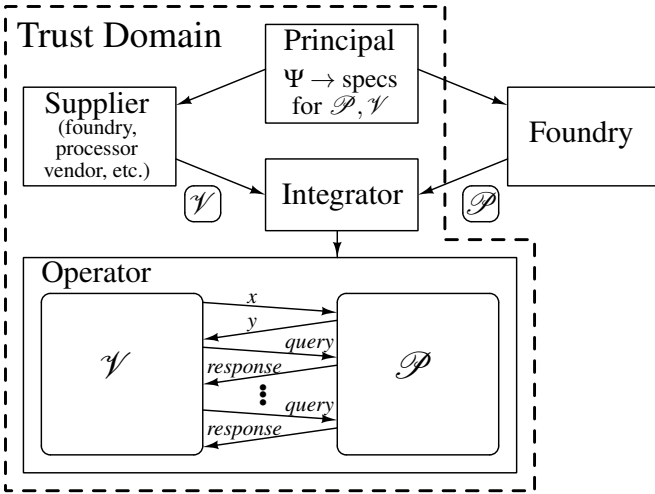 Trust Domain
Principal
Ψ → specs
for 𝒫, 𝒱
Supplier
(foundry,
processor
vendor, etc.)
Foundry
Integrator
𝒱
𝒫
Operator
𝒱
x
y
query
response
query
response
𝒫